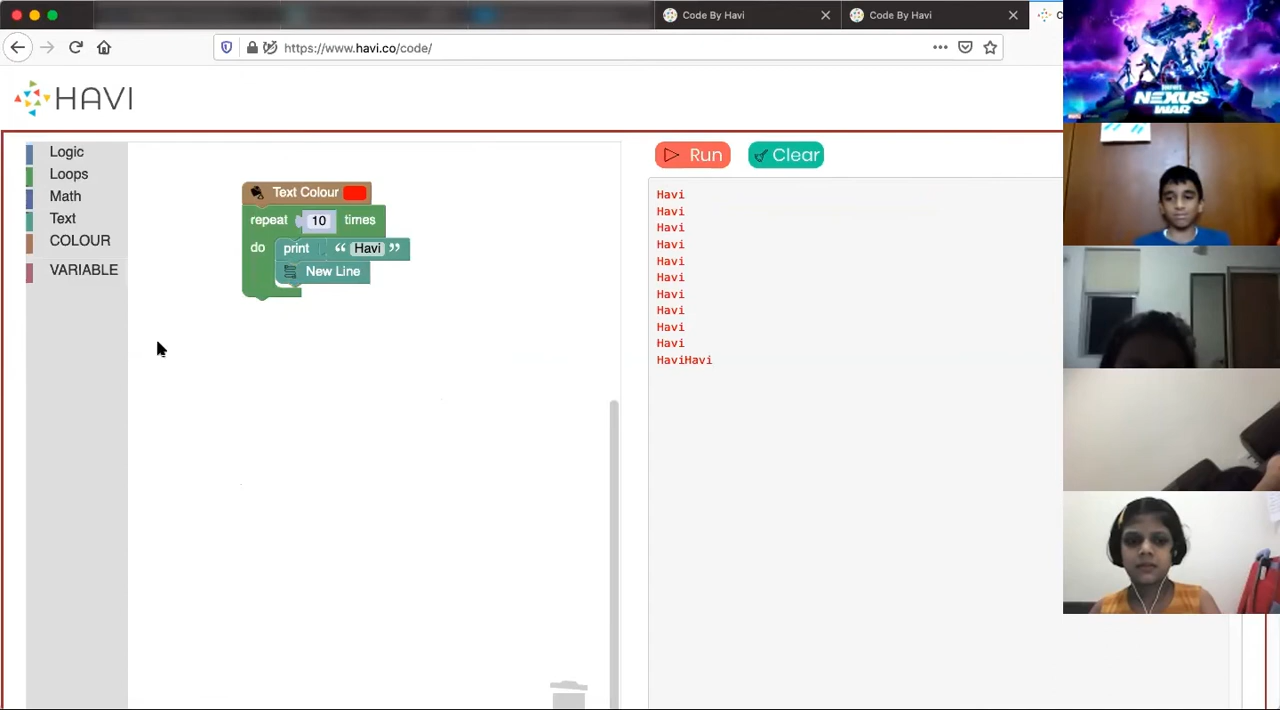 Code By Havi
Code By Havi
C
https://www.havi.co/code/
HAVI
Logic
Loops
Math
Text
COLOUR
VARIABLE
Text Colour
repeat 10 times
do print “ Havi ”
New Line
Run
Clear
Havi
Havi
Havi
Havi
Havi
Havi
Havi
Havi
Havi
Havi
HaviHavi
NEXUS
WAR